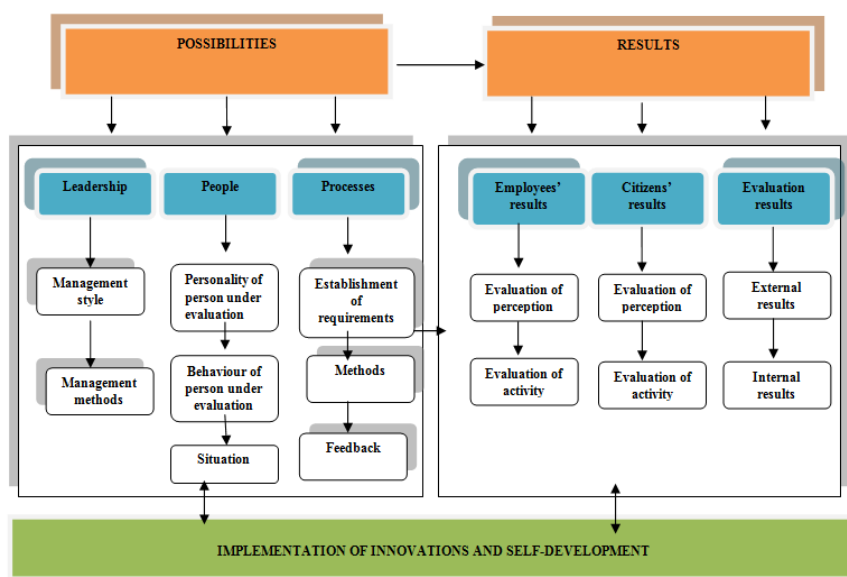 POSSIBILITIES
RESULTS
Leadership
People
Processes
Employees'
results
Citizens'
results
Evaluation
results
Management
style
Management
methods
Personality of
person under
evaluation
Behaviour of
person under
evaluation
Situation
Establishment
of
requirements
Methods
Feedback
Evaluation of
perception
Evaluation of
activity
Evaluation of
perception
Evaluation of
activity
External
results
Internal
results
IMPLEMENTATION OF INNOVATIONS AND SELF-DEVELOPMENT